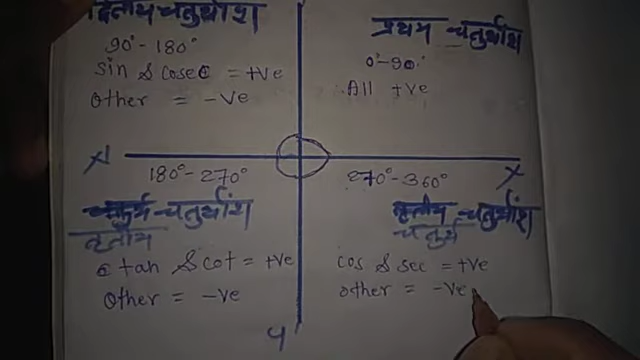 द्वितीय चतुर्थांश
90°-180°
sin & cosec = +ve
other = -ve
प्रथम चतुर्थांश
0°-90°
∴ All +ve
X'
180°-270°
270°-360°
X
चतुर्थ चतुर्थांश
तृतीय
tan & cot = +ve
other = -ve
तृतीय चतुर्थांश
चतुर्थ
cos & sec = +ve
other = -ve